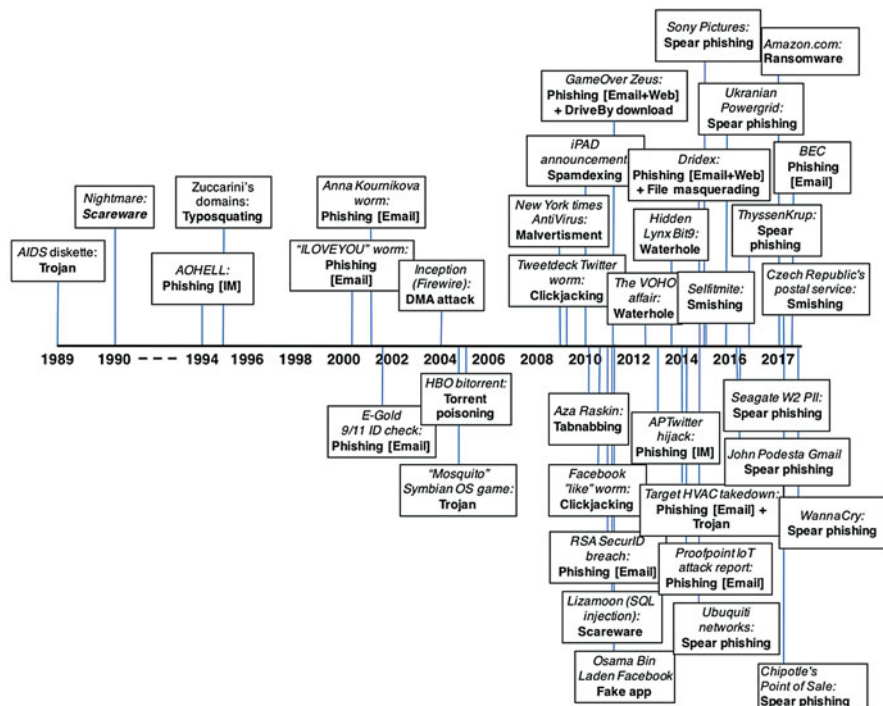 Sony Pictures:
Spear phishing
Amazon.com:
Ransomware
GameOver Zeus:
Phishing [Email+Web]
+ DriveBy download
Ukranian
Powergrid:
Spear phishing
iPAD
announcement
Spamdexing
Dridex:
Phishing [Email+Web]
+ File masquerading
BEC
Phishing
[Email]
Nightmare:
Scareware
Zuccarini's
domains:
Typosquating
Anna Kournikova
worm:
Phishing [Email]
New York times
AntiVirus:
Malvertisment
Hidden
Lynx Bit9:
Waterhole
ThyssenKrup:
Spear
phishing
AIDS diskette:
Trojan
AOHELL:
Phishing [IM]
“ILOVEYOU” worm:
Phishing
[Email]
Inception
(Firewire):
DMA attack
Tweetdeck Twitter
worm:
Clickjacking
The VOHO
affair:
Waterhole
Selfitmite:
Smishing
Czech Republic's
postal service:
Smishing
1989 1990 1994 1996 1998 2000 2002 2004 2006 2008 2010 2012 2014 2016 2017
E-Gold
9/11 ID check:
Phishing [Email]
HBO bitorrent:
Torrent
poisoning
“Mosquito”
Symbian OS game:
Trojan
Aza Raskin:
Tabnabbing
APTwitter
hijack:
Phishing [IM]
Seagate W2 PII:
Spear phishing
John Podesta Gmail
Spear phishing
Facebook
"like" worm:
Clickjacking
Target HVAC takedown:
Phishing [Email] +
Trojan
WannaCry:
Spear phishing
RSA SecurID
breach:
Phishing [Email]
Proofpoint IoT
attack report:
Phishing [Email]
Lizamoon (SQL
injection):
Scareware
Ubuquiti
networks:
Spear phishing
Osama Bin
Laden Facebook
Fake app
Chipotle's
Point of Sale:
Spear phishing